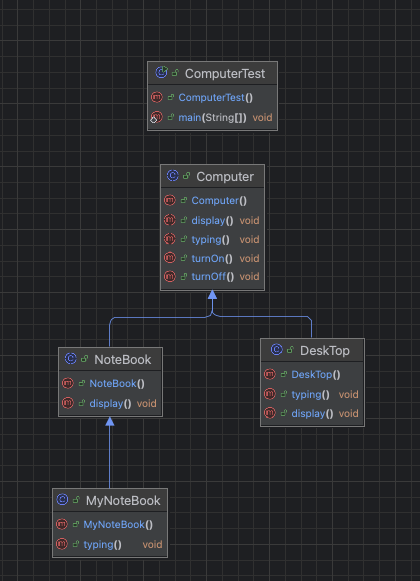 ComputerTest
ComputerTest()
main(String[]) void
Computer
Computer()
display() void
typing() void
turnOn() void
turnOff() void
NoteBook
NoteBook()
display() void
DeskTop
DeskTop()
typing() void
display() void
MyNoteBook
MyNoteBook()
typing() void